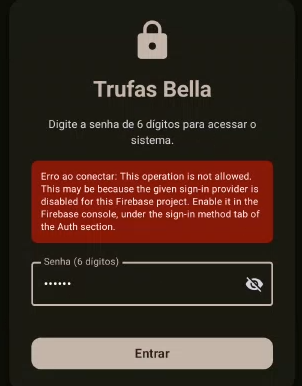 Trufas Bella
Digite a senha de 6 dígitos para acessar o
sistema.
Erro ao conectar: This operation is not allowed.
This may be because the given sign-in provider is
disabled for this Firebase project. Enable it in the
Firebase console, under the sign-in method tab of
the Auth section.
Senha (6 dígitos)
••••••
Entrar